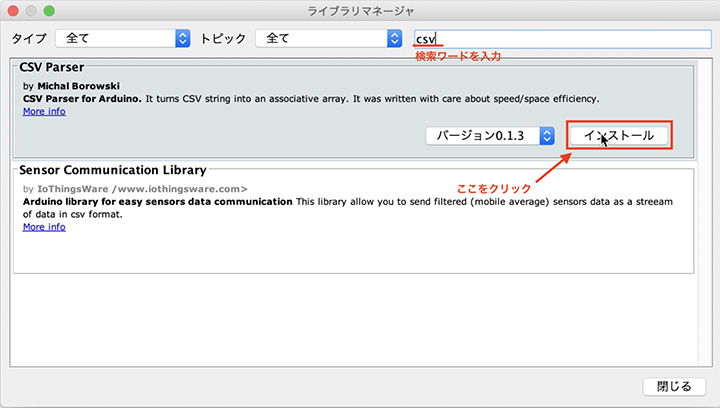 ライブラリマネージャ
タイプ 全て トピック 全て csv
検索ワードを入力
CSV Parser
by Michal Borowski
CSV Parser for Arduino. It turns CSV string into an associative array. It was written with care about speed/space efficiency.
More info
バージョン0.1.3 インストール
ここをクリック
Sensor Communication Library
by IoThingsWare /www.iothingsware.com>
Arduino library for easy sensors data communication This library allow you to send filtered (mobile average) sensors data as a streeam
of data in csv format.
More info
閉じる